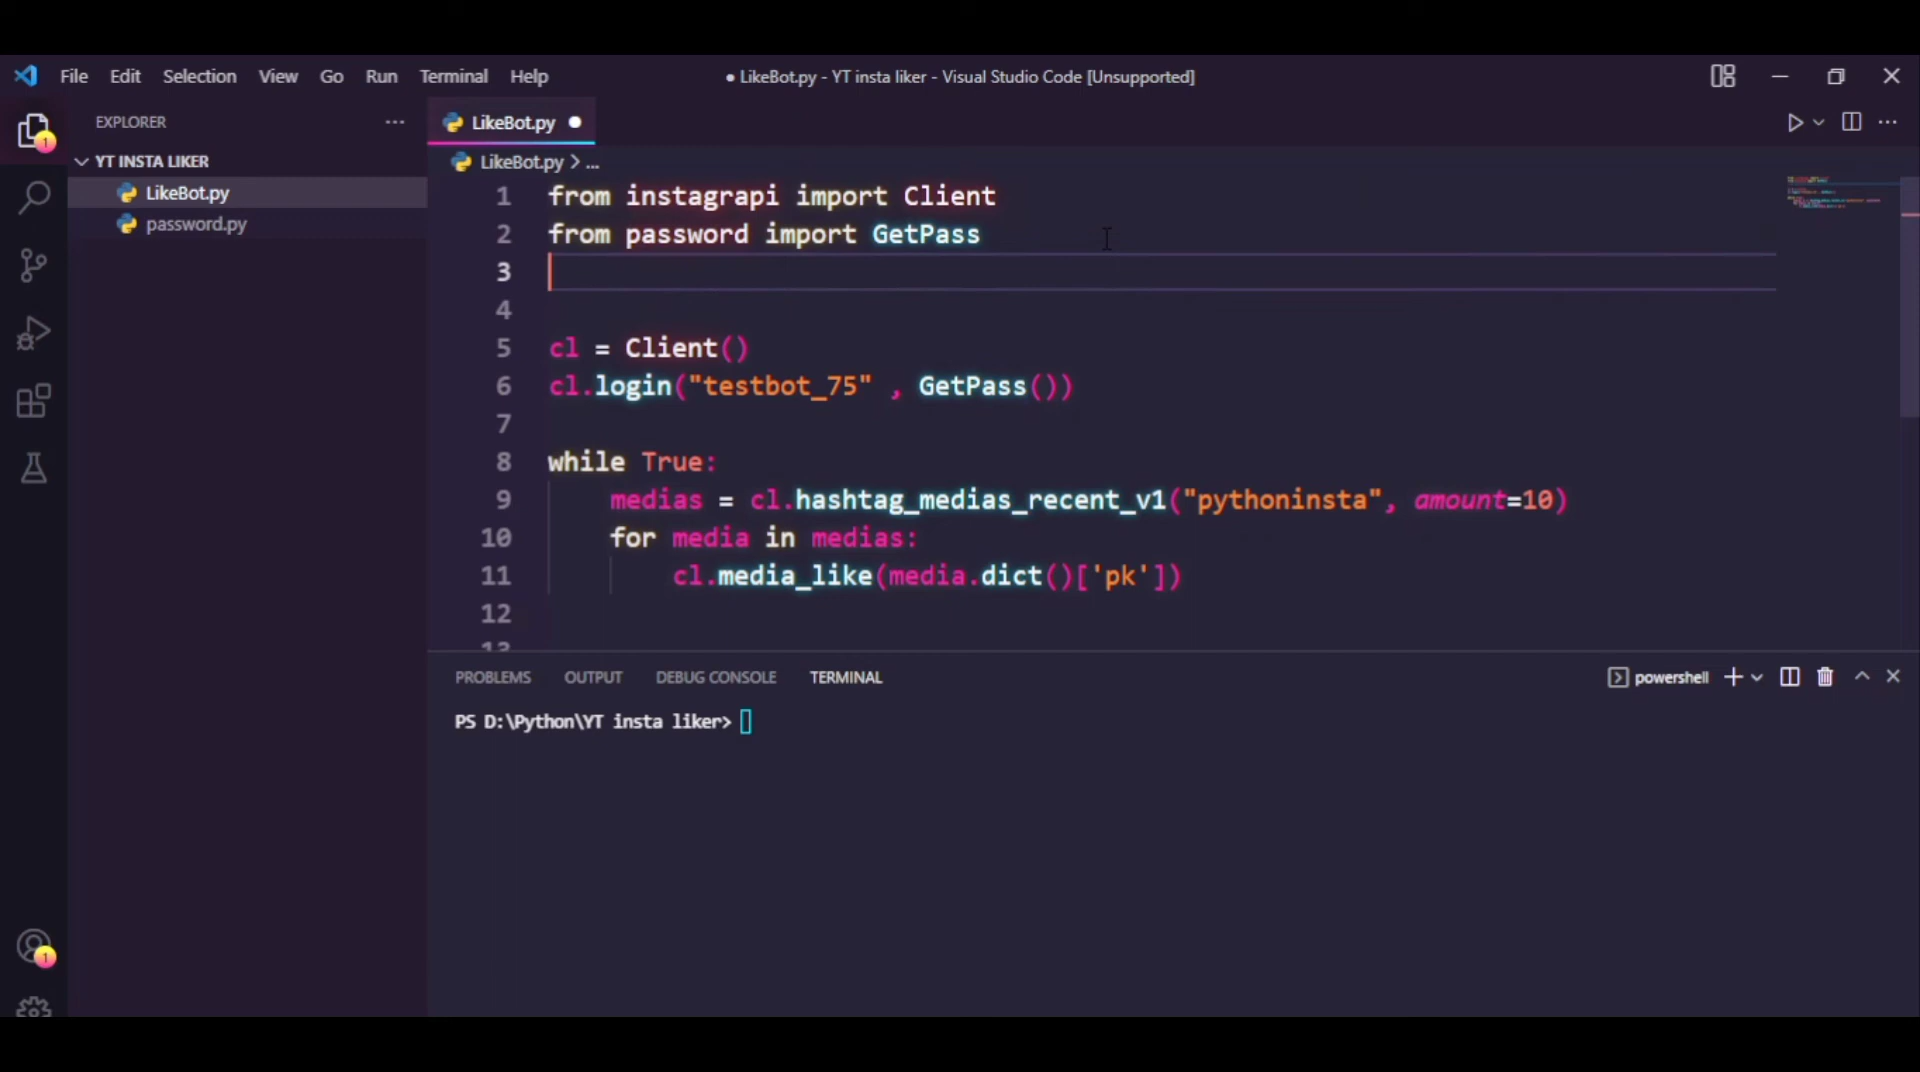 File Edit Selection View Go Run Terminal Help
● LikeBot.py - YT insta liker - Visual Studio Code [Unsupported]
EXPLORER
LikeBot.py
YT INSTA LIKER
LikeBot.py > ...
LikeBot.py
password.py
1 from instagrapi import Client
2 from password import GetPass
3
4
5 cl = Client()
6 cl.login("testbot_75" , GetPass())
7
8 while True:
9 medias = cl.hashtag_medias_recent_v1("pythoninsta", amount=10)
10 for media in medias:
11 cl.media_like(media.dict()['pk'])
12
13
PROBLEMS OUTPUT DEBUG CONSOLE TERMINAL
powershell
PS D:\Python\YT insta liker>
1
1